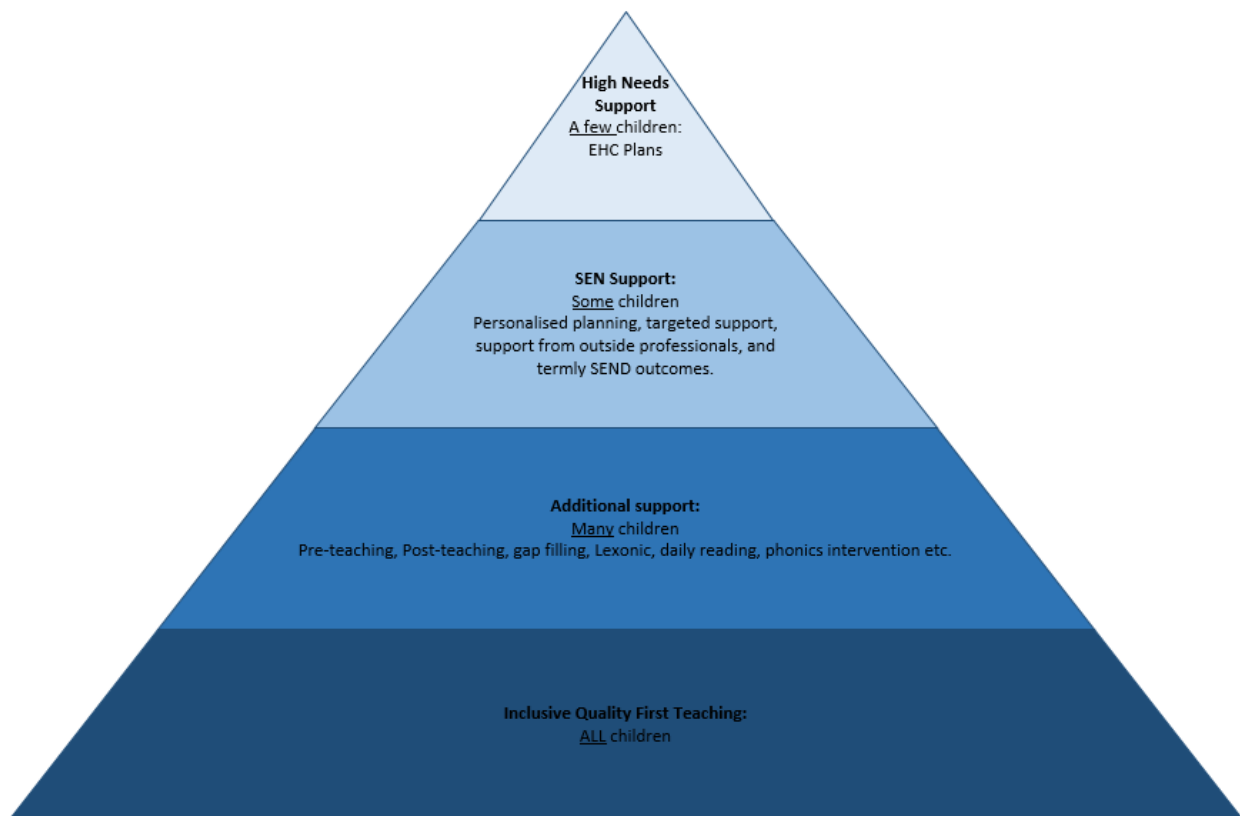 High Needs
Support
A few children:
EHC Plans
SEN Support:
Some children
Personalised planning, targeted support,
support from outside professionals, and
termly SEND outcomes.
Additional support:
Many children
Pre-teaching, Post-teaching, gap filling, Lexonic, daily reading, phonics intervention etc.
Inclusive Quality First Teaching:
ALL children